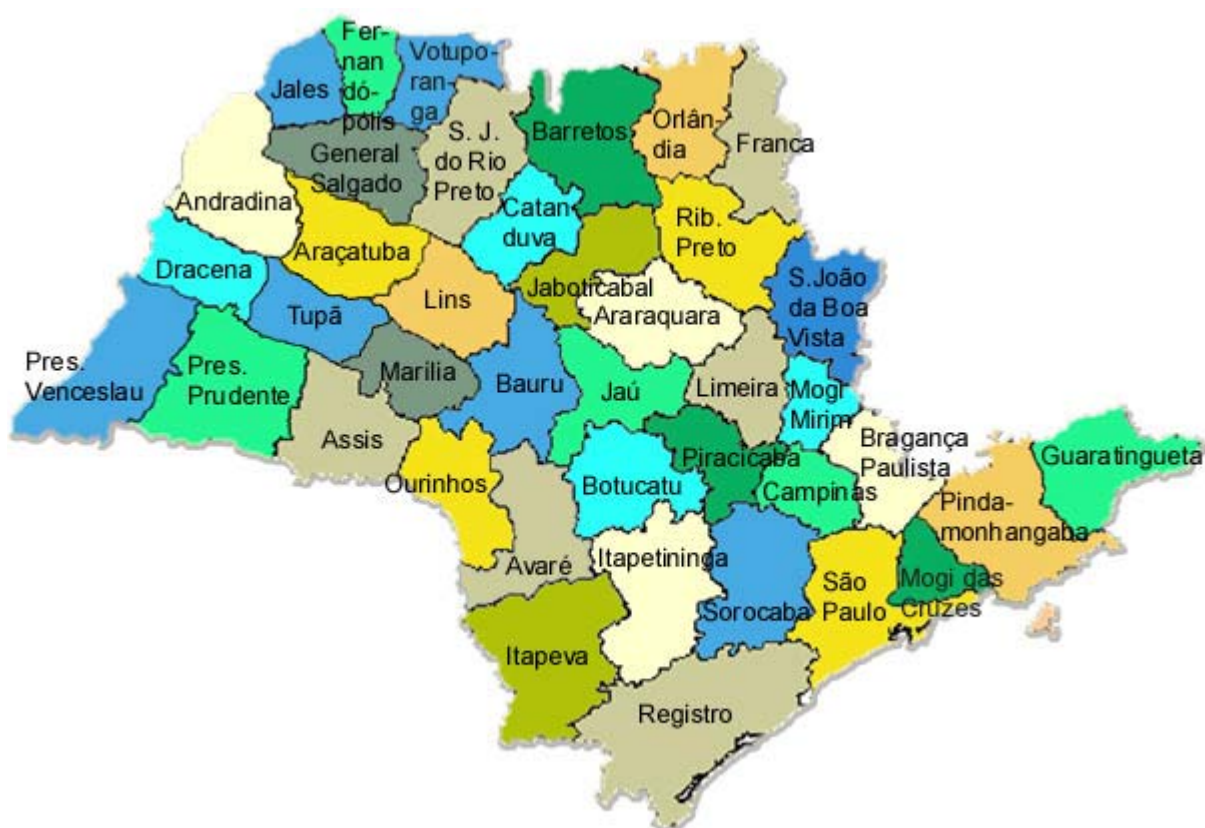 Fer-
nan
dó-
pólis
Votupo-
ran-
ga
Jales
S. J.
do Rio
Preto
Barretos
Orlân-
dia
Franca
General
Salgado
Andradina
Catan
duva
Rib.
Preto
Araçatuba
Dracena
S.João
da Boa
Vista
Jaboticabal
Lins
Araraquara
Tupã
Pres.
Venceslau
Pres.
Prudente
Marilia
Bauru
Jaú
Limeira
Mogi
Mirim
Assis
Bragança
Paulista
Guaratingueta
Piracicaba
Ourinhos
Botucatu
Campinas
Pinda-
monhangaba
Avaré
Itapetininga
São
Paulo
Mogi das
Cruzes
Sorocaba
Itapeva
Registro